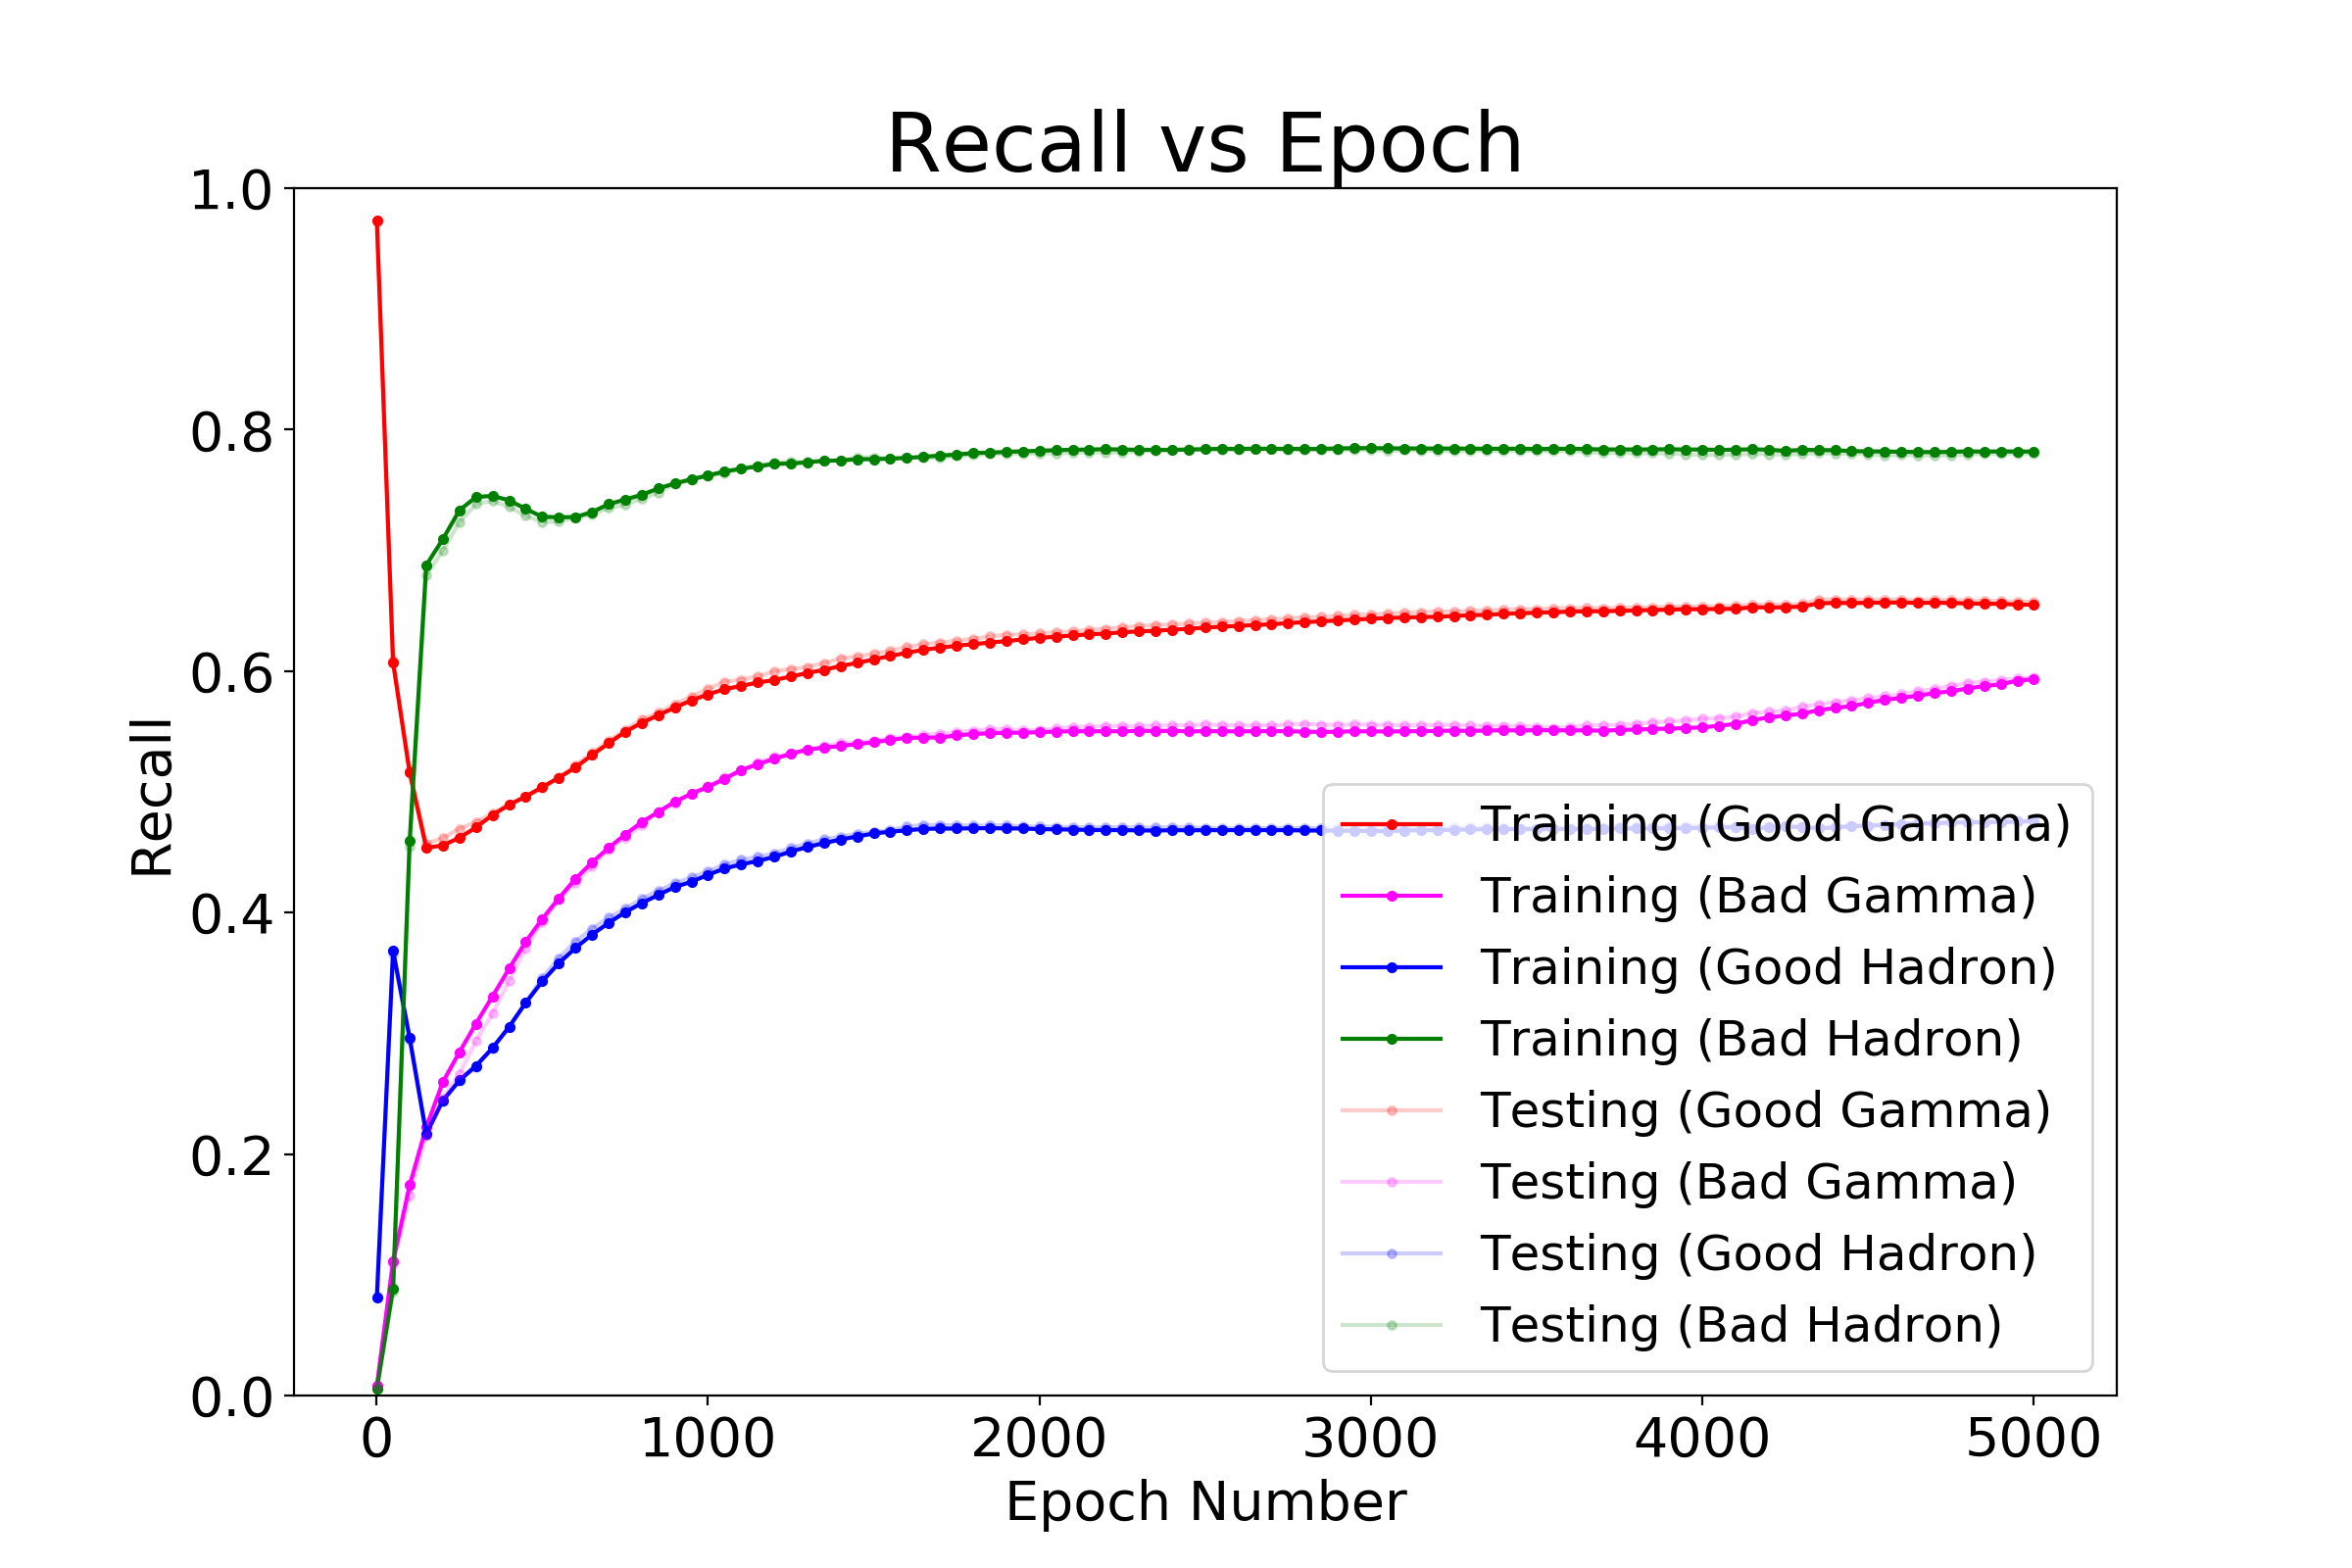 Recall vs Epoch
1.0
0.8
0.6
0.4
0.2
0.0
Recall
0 1000 2000 3000 4000 5000
Epoch Number
Training (Good Gamma)
Training (Bad Gamma)
Training (Good Hadron)
Training (Bad Hadron)
Testing (Good Gamma)
Testing (Bad Gamma)
Testing (Good Hadron)
Testing (Bad Hadron)